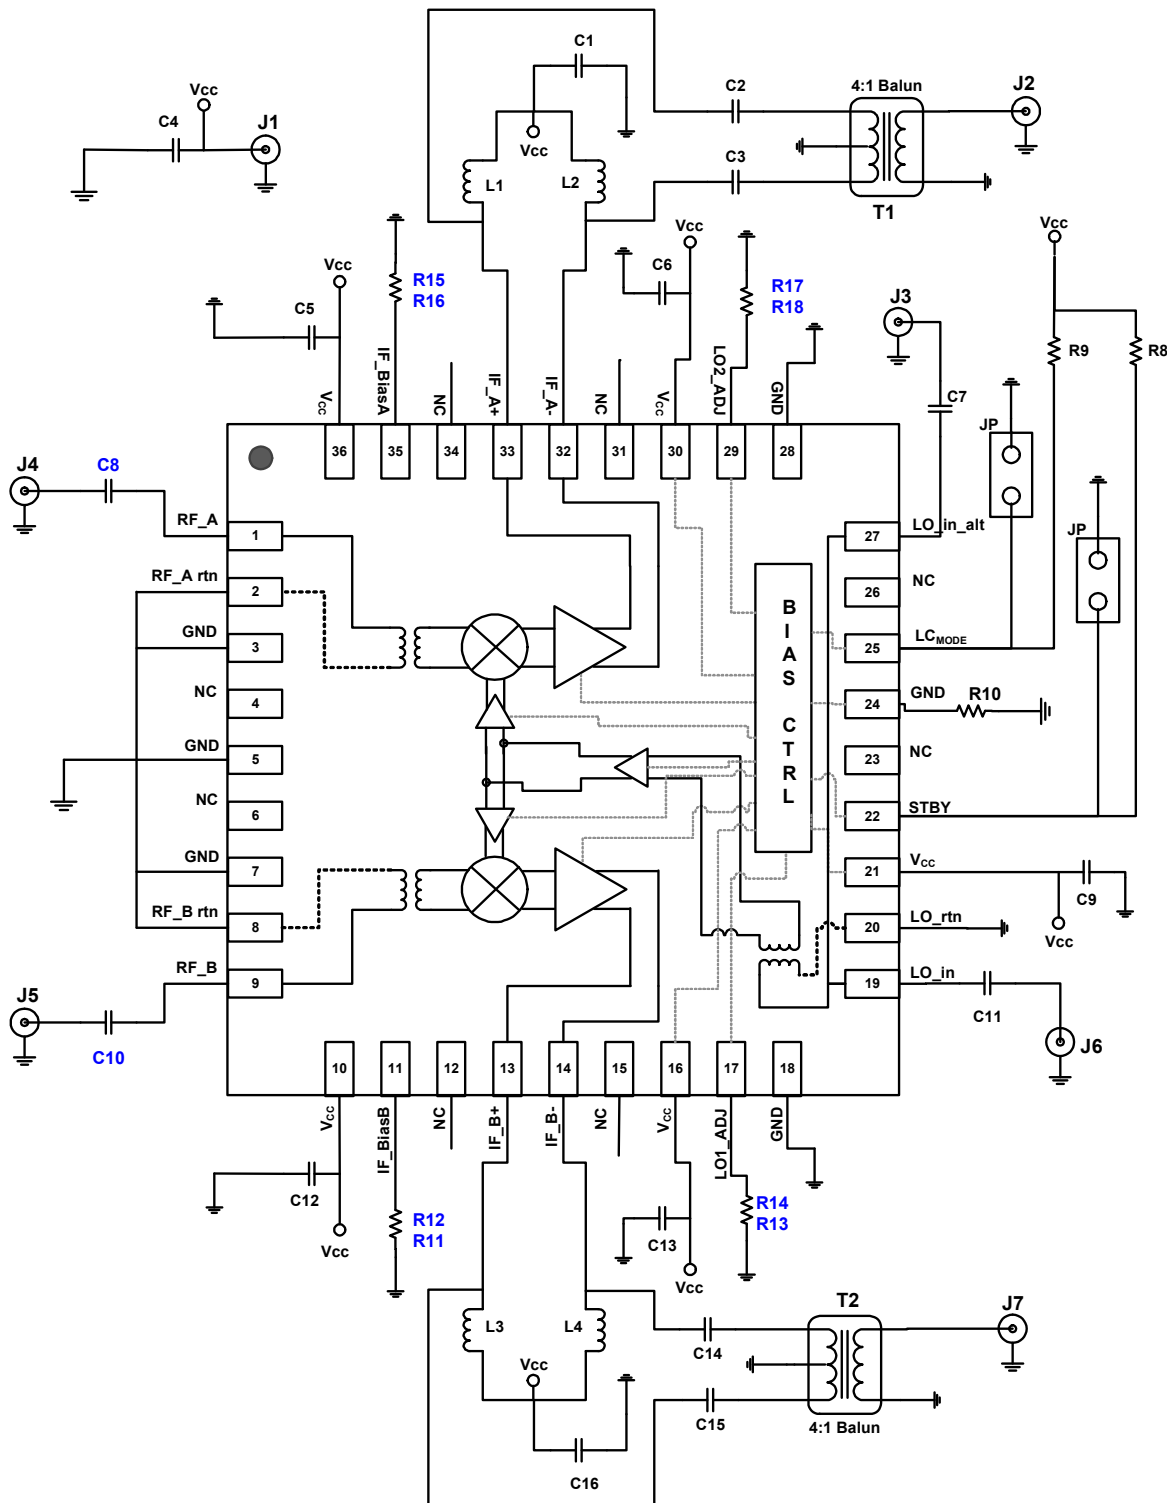 C1
C2
4:1 Balun
J2
Vcc
C4
J1
Vcc
C3
L1
L2
T1
Vcc
Vcc
Vcc
C6
R15
R16
R17
R18
J3
C5
R9
R8
C7
JP
JP
VCC
IF_BiasA
NC
IF_A+
IF_A-
NC
VCC
LO2_ADJ
GND
36
35
34
33
32
31
30
29
28
J4
C8
RF_A
1
27
LO_in_alt
RF_A rtn
2
26
NC
GND
3
25
LCMODE
NC
4
24
GND
R10
GND
5
23
NC
NC
6
22
STBY
GND
7
21
VCC
C9
Vcc
RF_B rtn
8
20
LO_rtn
RF_B
9
19
LO_in
C11
J6
J5
C10
BIAS
CTRL
10
11
12
13
14
15
16
17
18
VCC
IF_BiasB
NC
IF_B+
IF_B-
NC
VCC
LO1_ADJ
GND
C12
Vcc
R12
R11
C13
Vcc
R14
R13
L3
L4
Vcc
C14
T2
J7
C15
4:1 Balun
C16